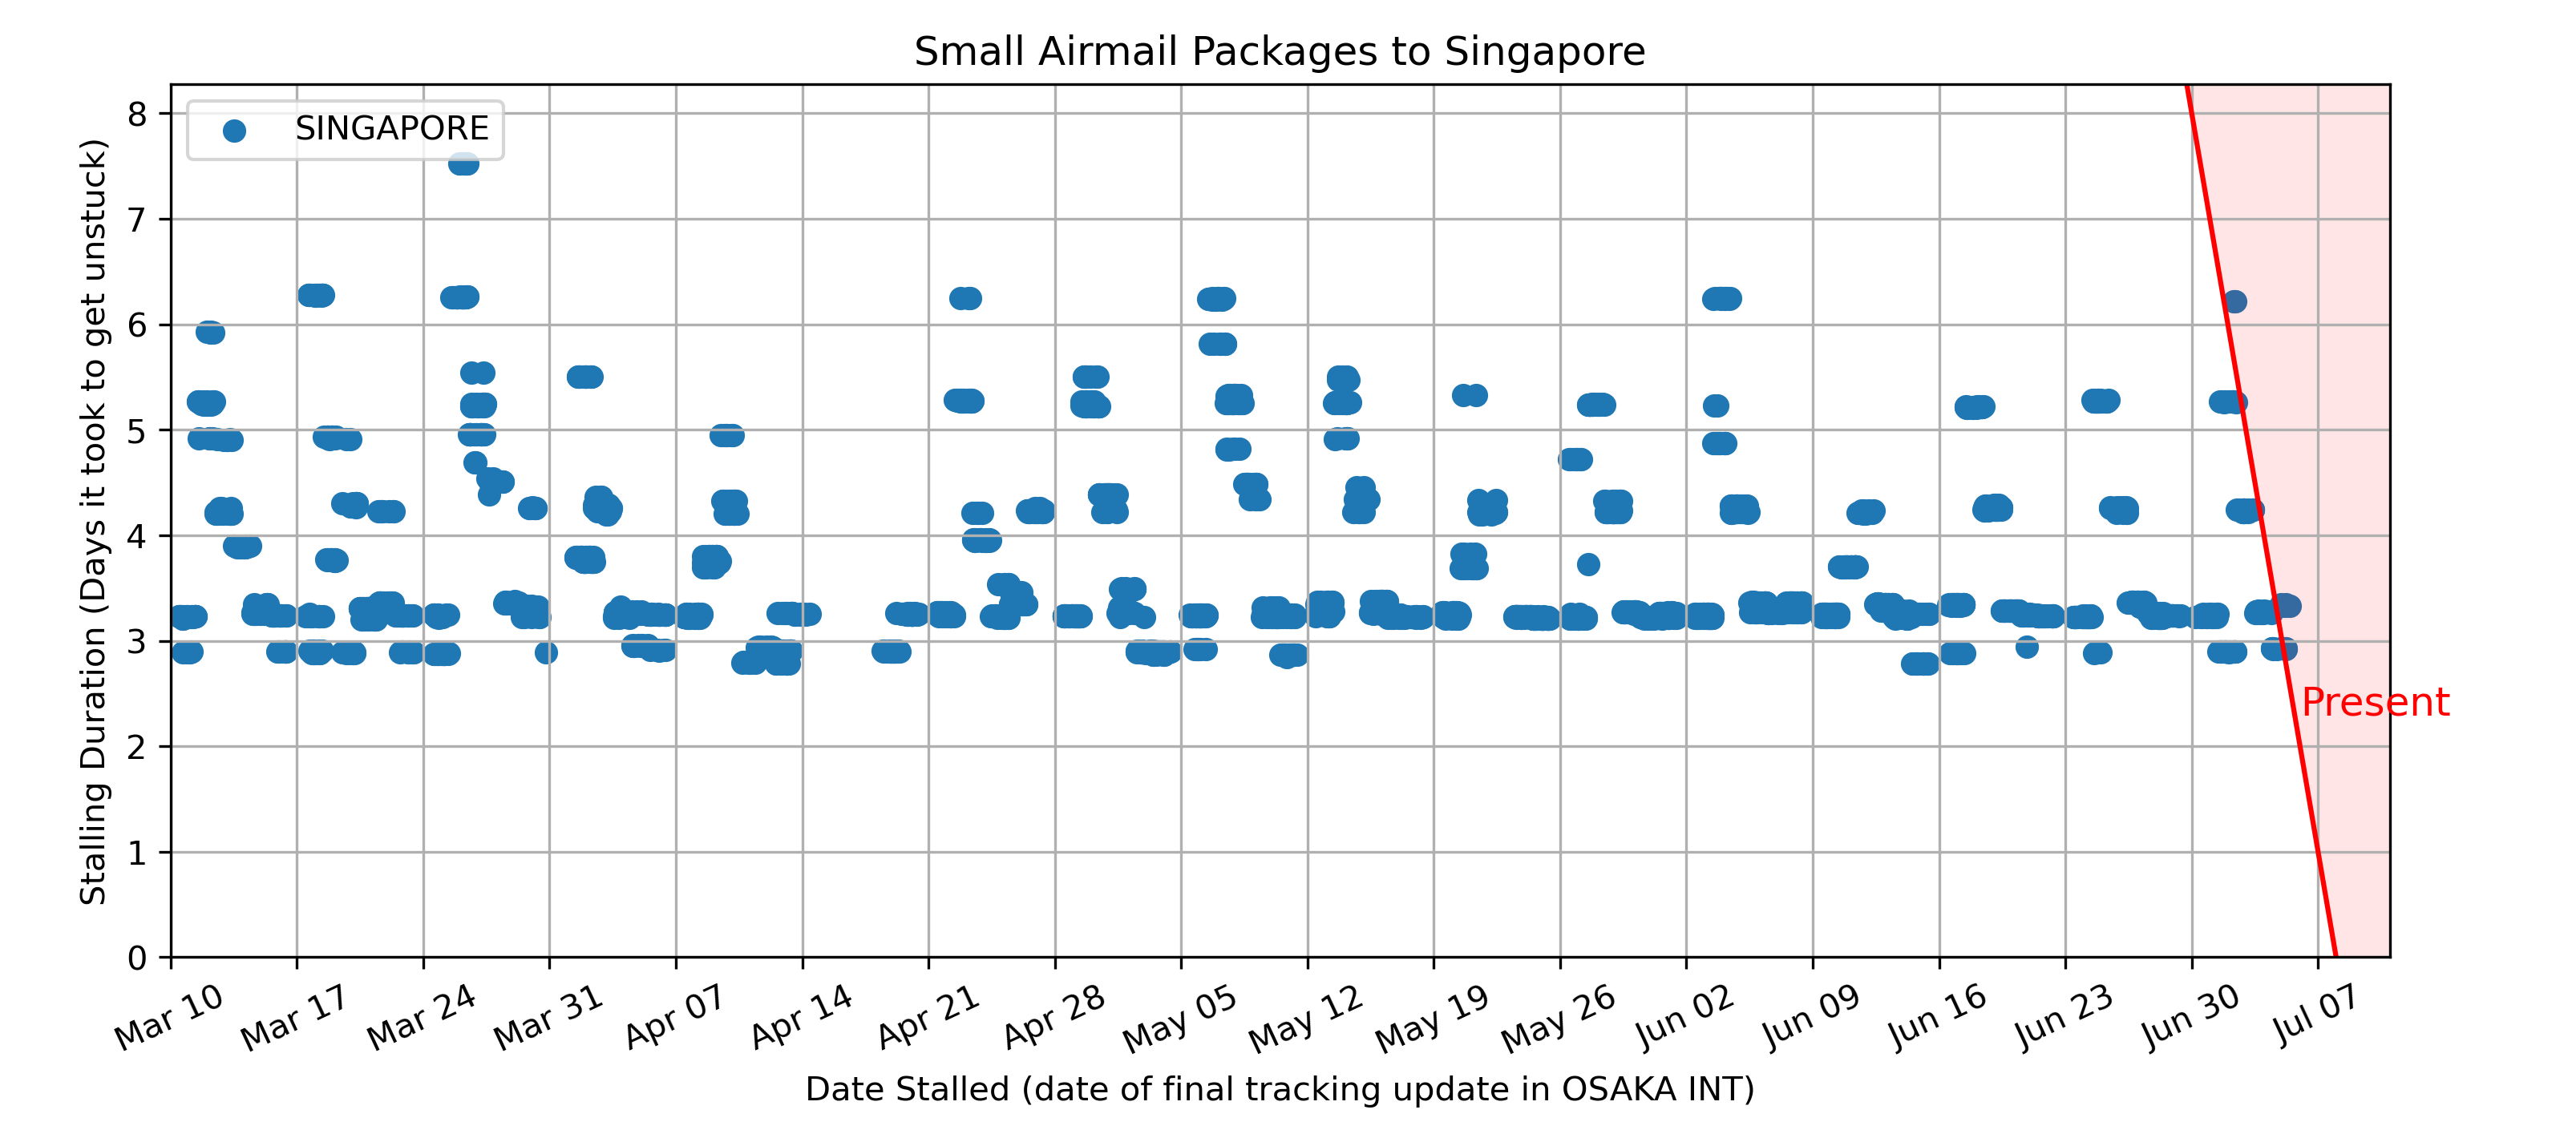 Small Airmail Packages to Singapore
SINGAPORE
Stalling Duration (Days it took to get unstuck)
8
7
6
5
4
3
2
1
0
Present
Mar 10
Mar 17
Mar 24
Mar 31
Apr 07
Apr 14
Apr 21
Apr 28
May 05
May 12
May 19
May 26
Jun 02
Jun 09
Jun 16
Jun 23
Jun 30
Jul 07
Date Stalled (date of final tracking update in OSAKA INT)